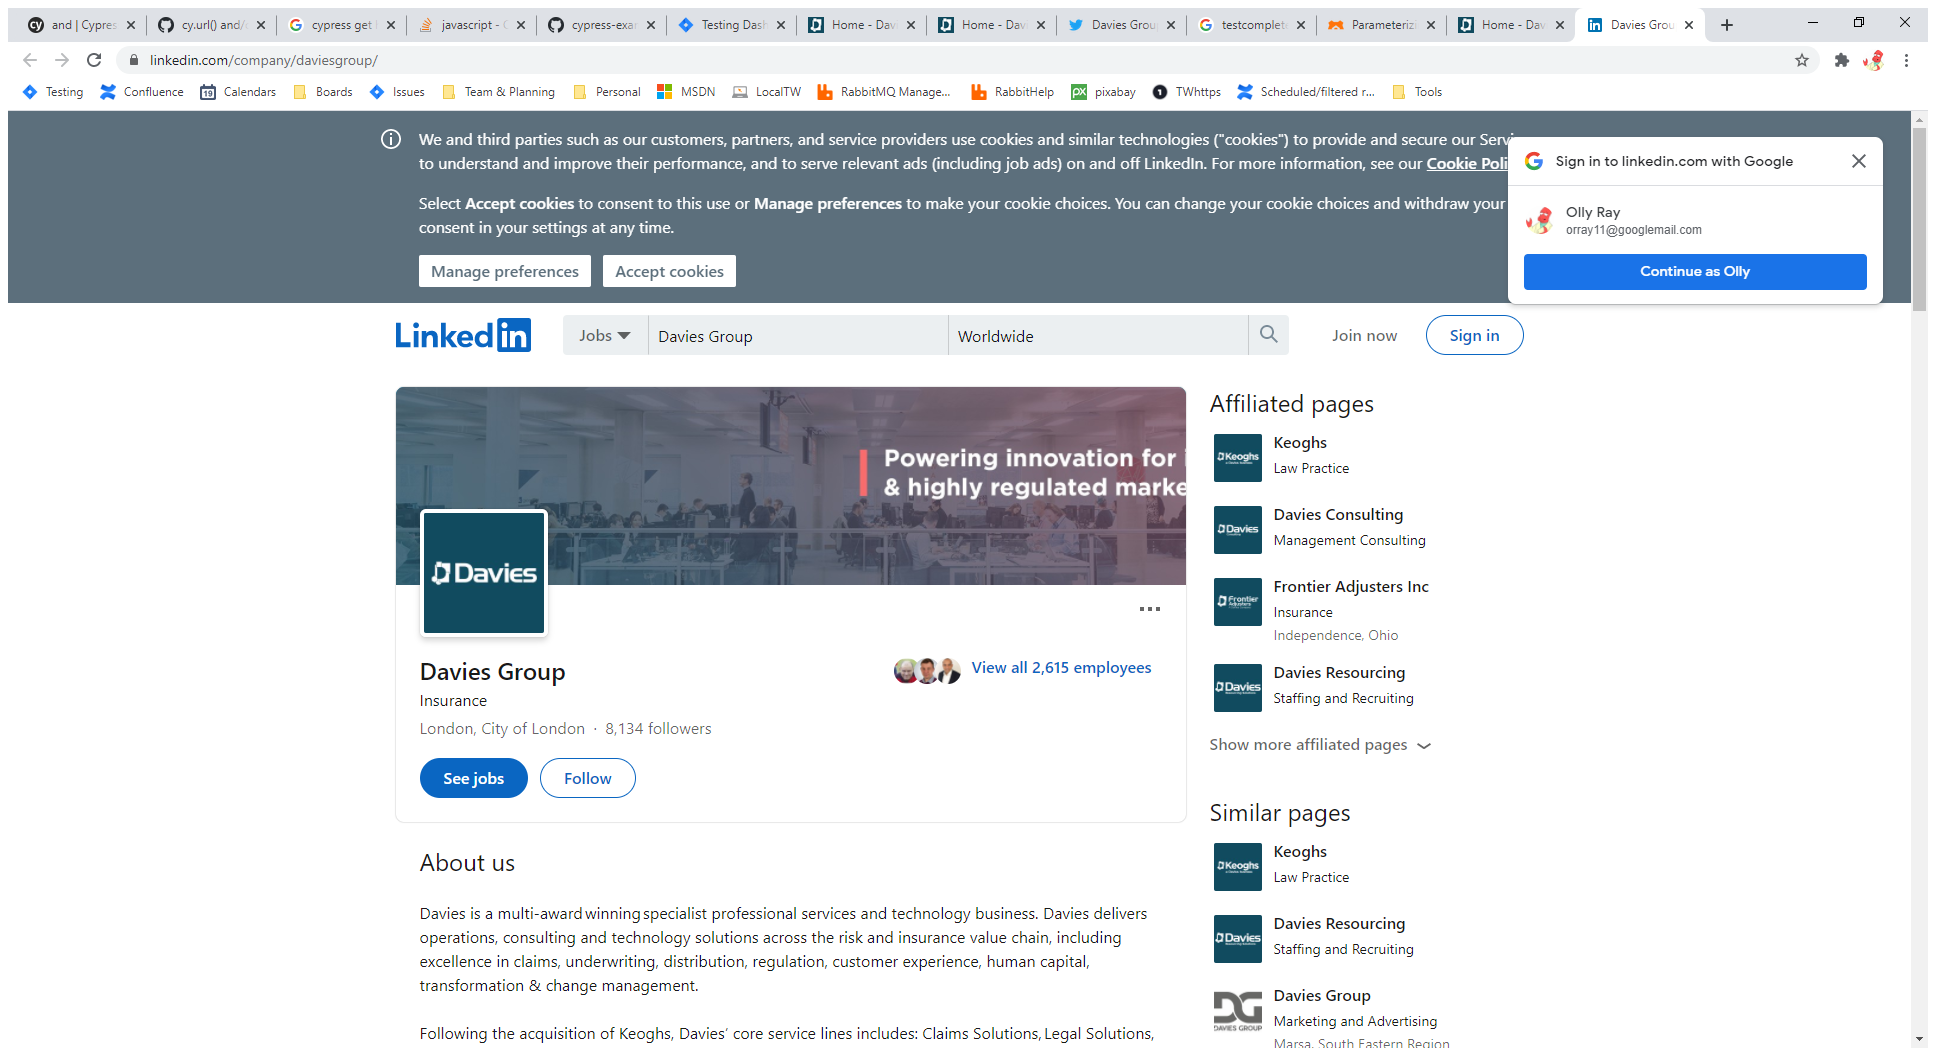 and | Cypres
cy.url() and/c
cypress get
javascript - C
cypress-exa
Testing Dash
Home - Dav
Home - Dav
Davies Grou
testcomplet
Parameteriz
Home - Dav
Davies Grou
linkedin.com/company/daviesgroup/
Testing
Confluence
19
Calendars
Boards
Issues
Team & Planning
Personal
MSDN
LocalTW
RabbitMQ Manage...
RabbitHelp
px
pixabay
1
TWhttps
Scheduled/filtered r...
Tools
We and third parties such as our customers, partners, and service providers use cookies and similar technologies ("cookies") to provide and secure our Serv
to understand and improve their performance, and to serve relevant ads (including job ads) on and off LinkedIn. For more information, see our Cookie Poli
Select Accept cookies to consent to this use or Manage preferences to make your cookie choices. You can change your cookie choices and withdraw your
consent in your settings at any time.
Manage preferences
Accept cookies
Sign in to linkedin.com with Google
Olly Ray
orray11@googlemail.com
Continue as Olly
Linkedin
Jobs
Davies Group
Worldwide
Join now
Sign in
Powering innovation for i
& highly regulated marke
Davies
Davies Group
Insurance
London, City of London · 8,134 followers
View all 2,615 employees
See jobs
Follow
About us
Davies is a multi-award winning specialist professional services and technology business. Davies delivers
operations, consulting and technology solutions across the risk and insurance value chain, including
excellence in claims, underwriting, distribution, regulation, customer experience, human capital,
transformation & change management.
Following the acquisition of Keoghs, Davies’ core service lines includes: Claims Solutions, Legal Solutions,
Affiliated pages
Keoghs
Keoghs
Law Practice
Davies
Davies Consulting
Management Consulting
Frontier
Adjusters
Frontier Adjusters Inc
Insurance
Independence, Ohio
Davies
Davies Resourcing
Staffing and Recruiting
Show more affiliated pages
Similar pages
Keoghs
Keoghs
Law Practice
Davies
Davies Resourcing
Staffing and Recruiting
DG
DAVIES GROUP
Davies Group
Marketing and Advertising
Marsa, South Eastern Region